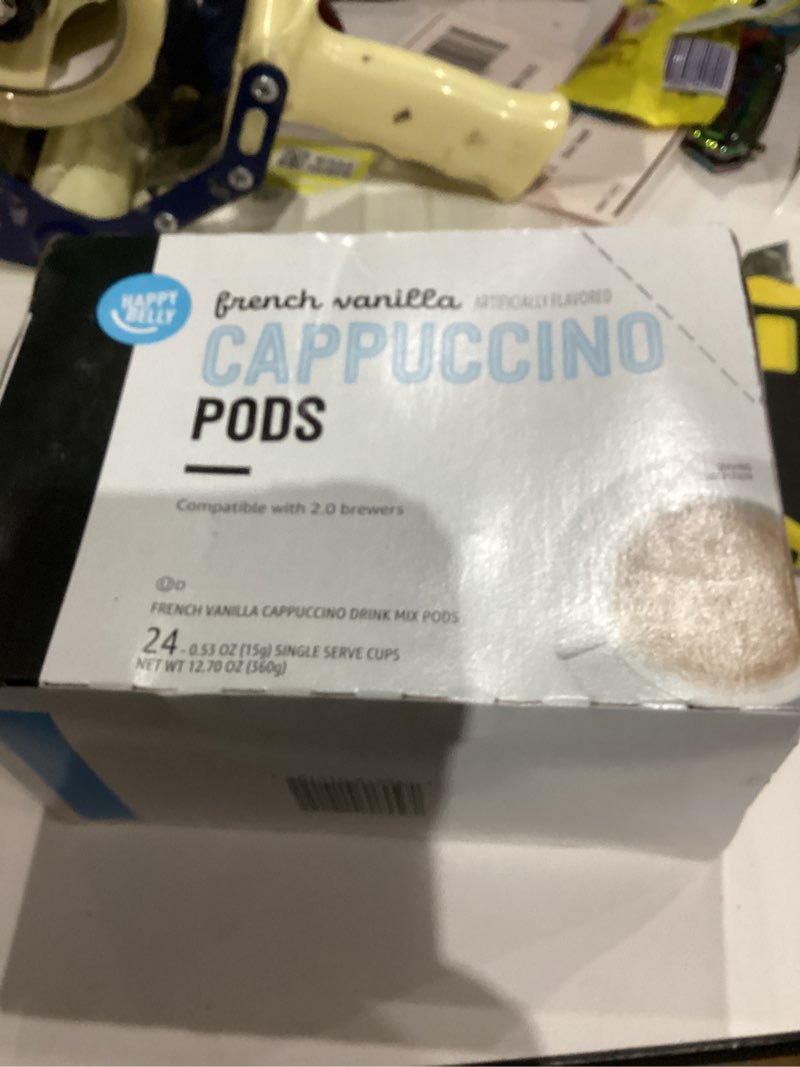 HAPPY
BELLY
french vanilla ARTIFICIALLY FLAVORED
CAPPUCCINO
PODS
Compatible with 2.0 brewers
U D
FRENCH VANILLA CAPPUCCINO DRINK MIX PODS
24 - 0.53 OZ (15g) SINGLE SERVE CUPS
NET WT 12.70 OZ (360g)